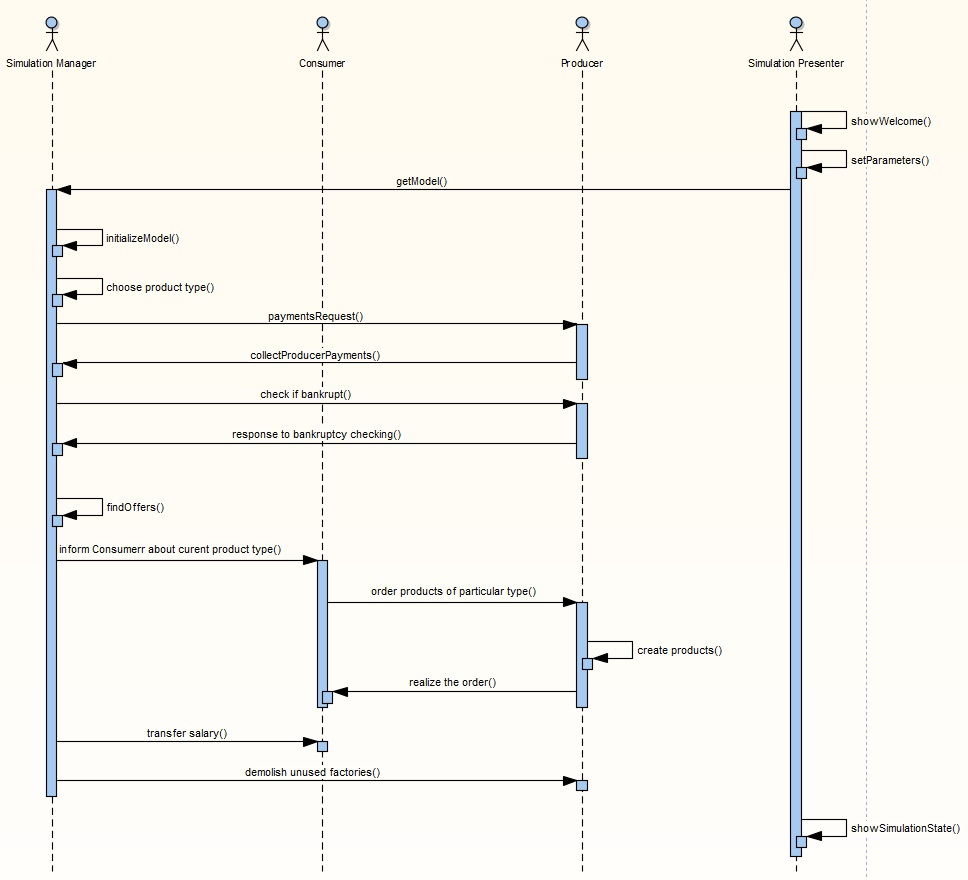 Simulation Manager
Consumer
Producer
Simulation Presenter
showWelcome()
setParameters()
getModel()
initializeModel()
choose product type()
paymentsRequest()
collectProducerPayments()
check if bankrupt()
response to bankruptcy checking()
findOffers()
inform Consumerr about curent product type()
order products of particular type()
create products()
realize the order()
transfer salary()
demolish unused factories()
showSimulationState()